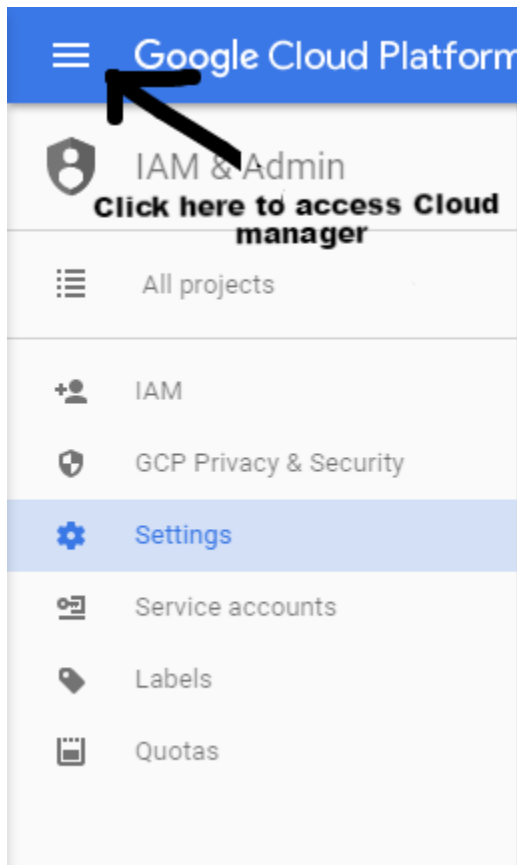 Google Cloud Platform
IAM & Admin
Click here to access Cloud
manager
All projects
IAM
GCP Privacy & Security
Settings
Service accounts
Labels
Quotas